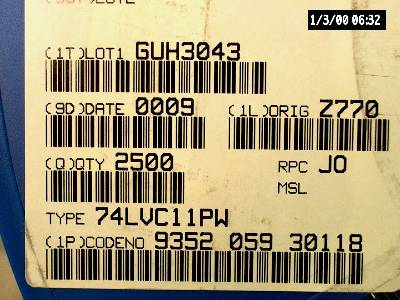 1/3/00 06:32
(1T)LOT1 GUH3043
(9D)DATE 0009 (1L)ORIG Z770
(Q)QTY 2500 RPC JO
MSL
TYPE 74LVC11PW
(1P)CODENO 9352 059 30118